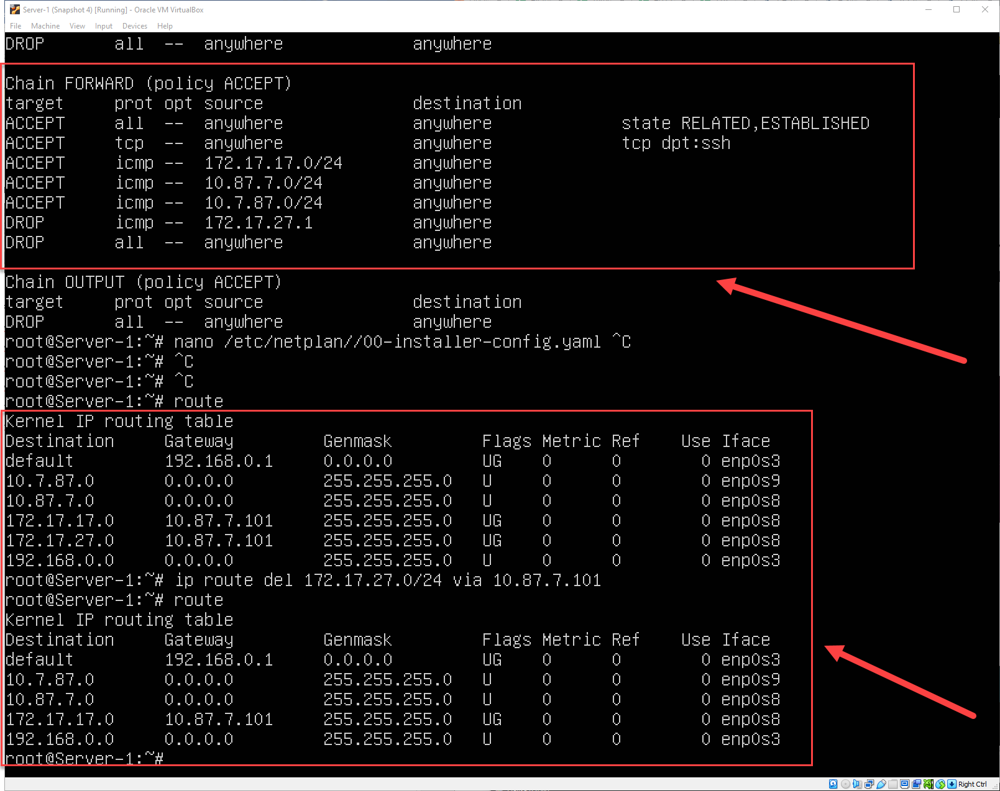 Server-1 (Snapshot 4) [Running] - Oracle VM VirtualBox
File Machine View Input Devices Help
DROP all -- anywhere anywhere
Chain FORWARD (policy ACCEPT)
target prot opt source destination
ACCEPT all -- anywhere anywhere state RELATED,ESTABLISHED
ACCEPT tcp -- anywhere anywhere tcp dpt:ssh
ACCEPT icmp -- 172.17.17.0/24 anywhere
ACCEPT icmp -- 10.87.7.0/24 anywhere
ACCEPT icmp -- 10.7.87.0/24 anywhere
DROP icmp -- 172.17.27.1 anywhere
DROP all -- anywhere anywhere
Chain OUTPUT (policy ACCEPT)
target prot opt source destination
DROP all -- anywhere anywhere
root@Server-1:~# nano /etc/netplan//00-installer-config.yaml ^C
root@Server-1:~# ^C
root@Server-1:~# ^C
root@Server-1:~# route
Kernel IP routing table
Destination Gateway Genmask Flags Metric Ref Use Iface
default 192.168.0.1 0.0.0.0 UG 0 0 0 enp0s3
10.7.87.0 0.0.0.0 255.255.255.0 U 0 0 0 enp0s9
10.87.7.0 0.0.0.0 255.255.255.0 U 0 0 0 enp0s8
172.17.17.0 10.87.7.101 255.255.255.0 UG 0 0 0 enp0s8
172.17.27.0 10.87.7.101 255.255.255.0 UG 0 0 0 enp0s8
192.168.0.0 0.0.0.0 255.255.255.0 U 0 0 0 enp0s3
root@Server-1:~# ip route del 172.17.27.0/24 via 10.87.7.101
root@Server-1:~# route
Kernel IP routing table
Destination Gateway Genmask Flags Metric Ref Use Iface
default 192.168.0.1 0.0.0.0 UG 0 0 0 enp0s3
10.7.87.0 0.0.0.0 255.255.255.0 U 0 0 0 enp0s9
10.87.7.0 0.0.0.0 255.255.255.0 U 0 0 0 enp0s8
172.17.17.0 10.87.7.101 255.255.255.0 UG 0 0 0 enp0s8
192.168.0.0 0.0.0.0 255.255.255.0 U 0 0 0 enp0s3
root@Server-1:~#
Right Ctrl